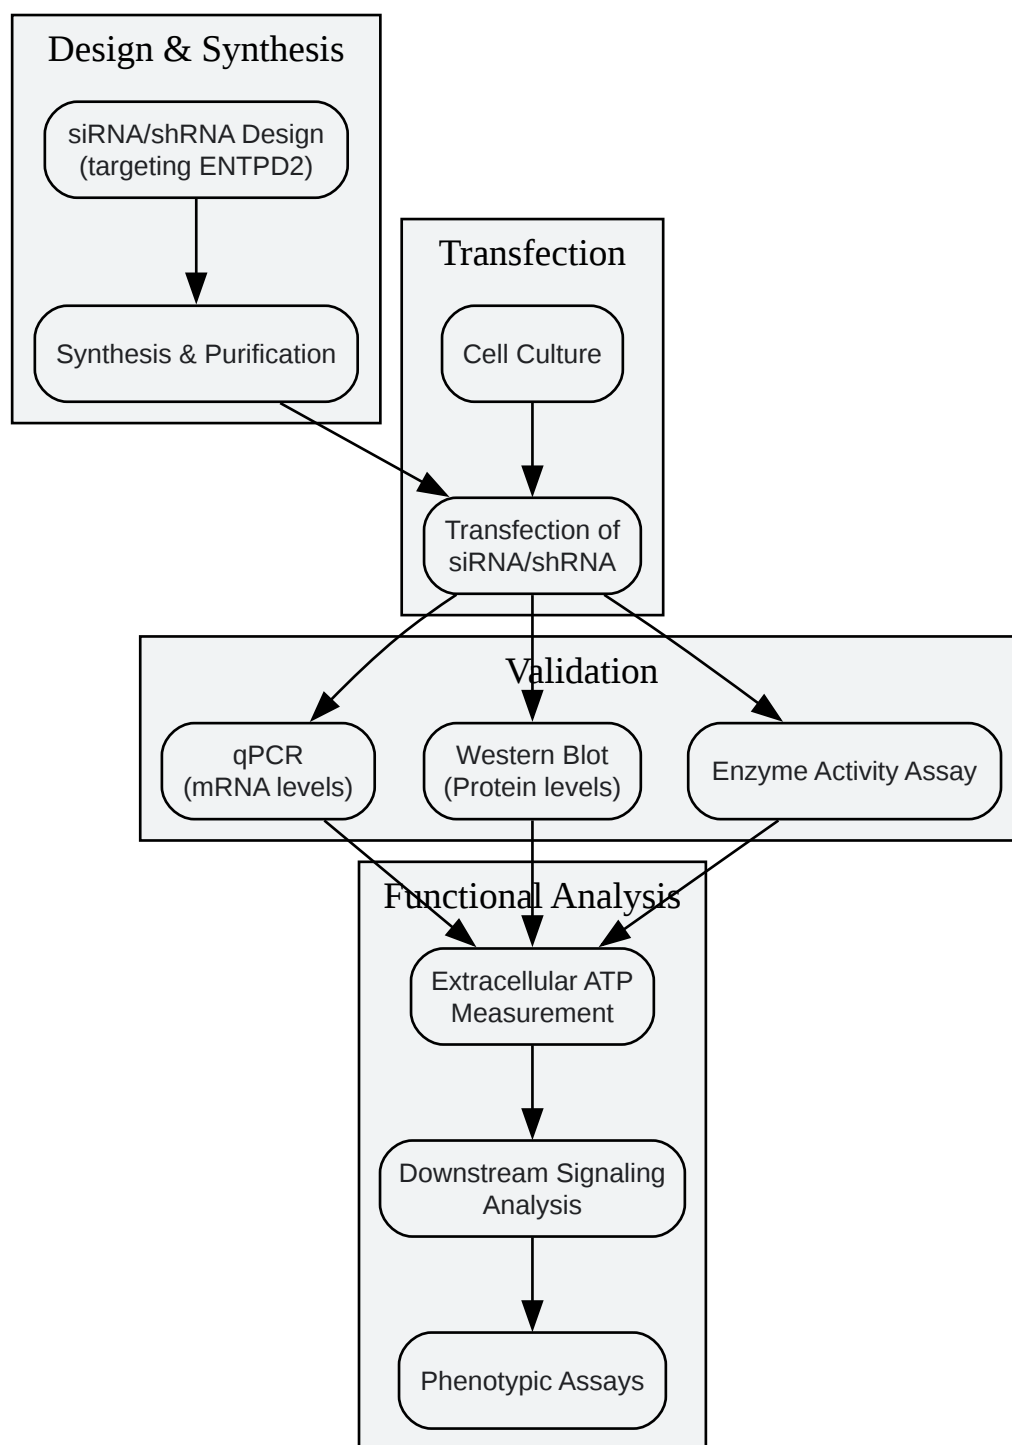 Design & Synthesis
siRNA/shRNA Design
(targeting ENTPD2)
Synthesis & Purification
Transfection
Cell Culture
Transfection of
siRNA/shRNA
Validation
qPCR
(mRNA levels)
Western Blot
(Protein levels)
Enzyme Activity Assay
Functional Analysis
Extracellular ATP
Measurement
Downstream Signaling
Analysis
Phenotypic Assays